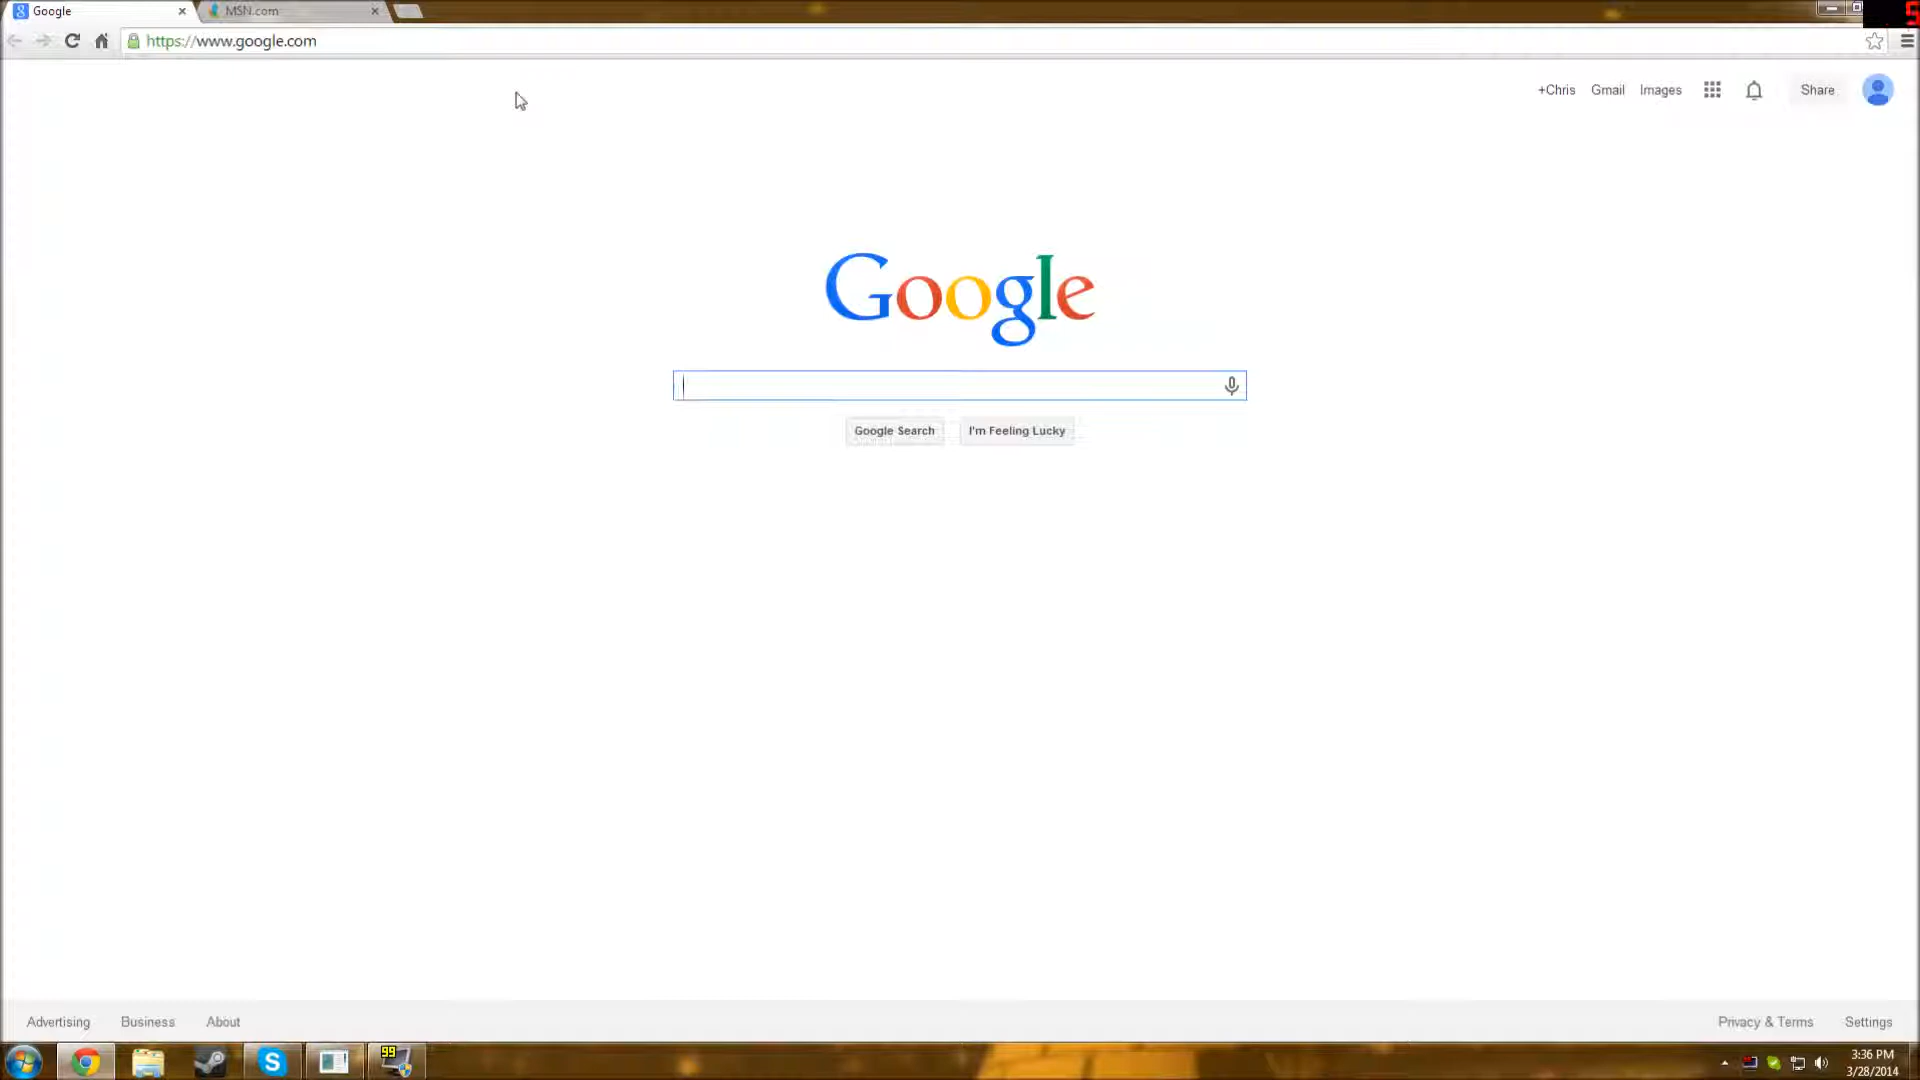 Google
MSN.com
https://www.google.com
+Chris
Gmail
Images
Share
Google
Google Search
I'm Feeling Lucky
Advertising
Business
About
Privacy & Terms
Settings
99
3:36 PM
3/28/2014